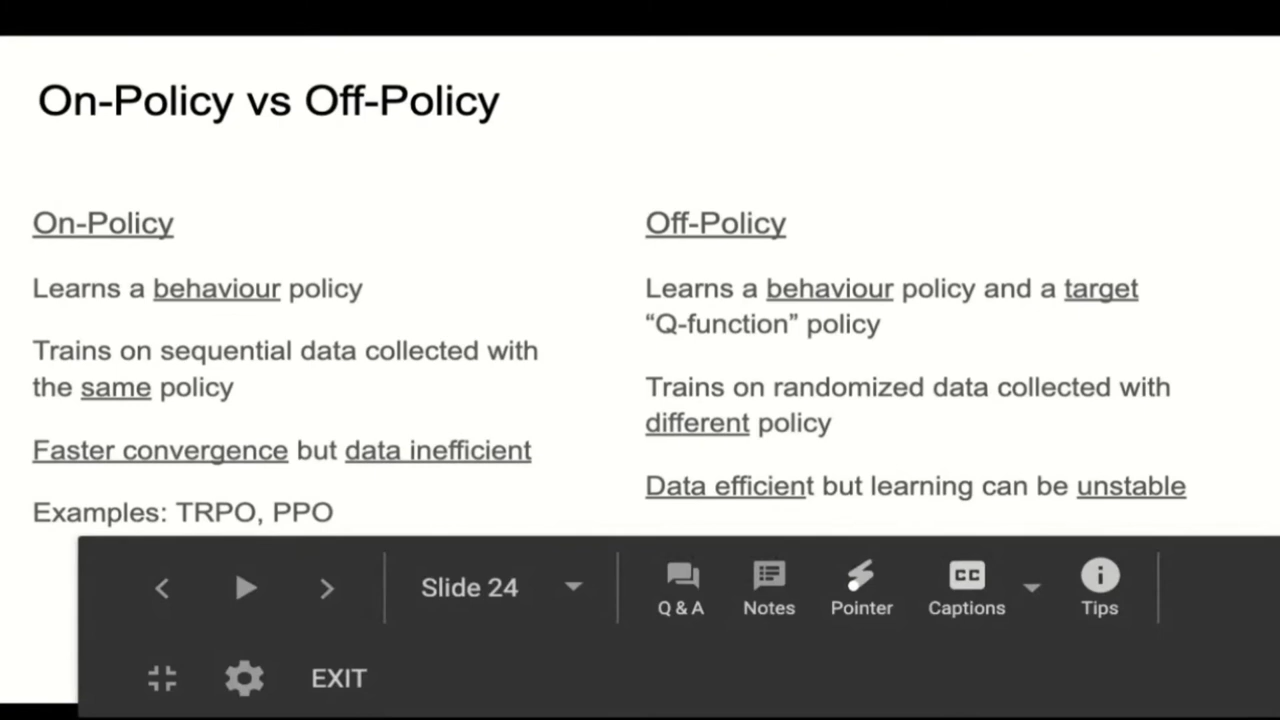 On-Policy vs Off-Policy
On-Policy
Learns a behaviour policy
Trains on sequential data collected with
the same policy
Faster convergence but data inefficient
Examples: TRPO, PPO
Off-Policy
Learns a behaviour policy and a target
“Q-function” policy
Trains on randomized data collected with
different policy
Data efficient but learning can be unstable
Slide 24
Q & A
Notes
Pointer
CC
Captions
Tips
EXIT